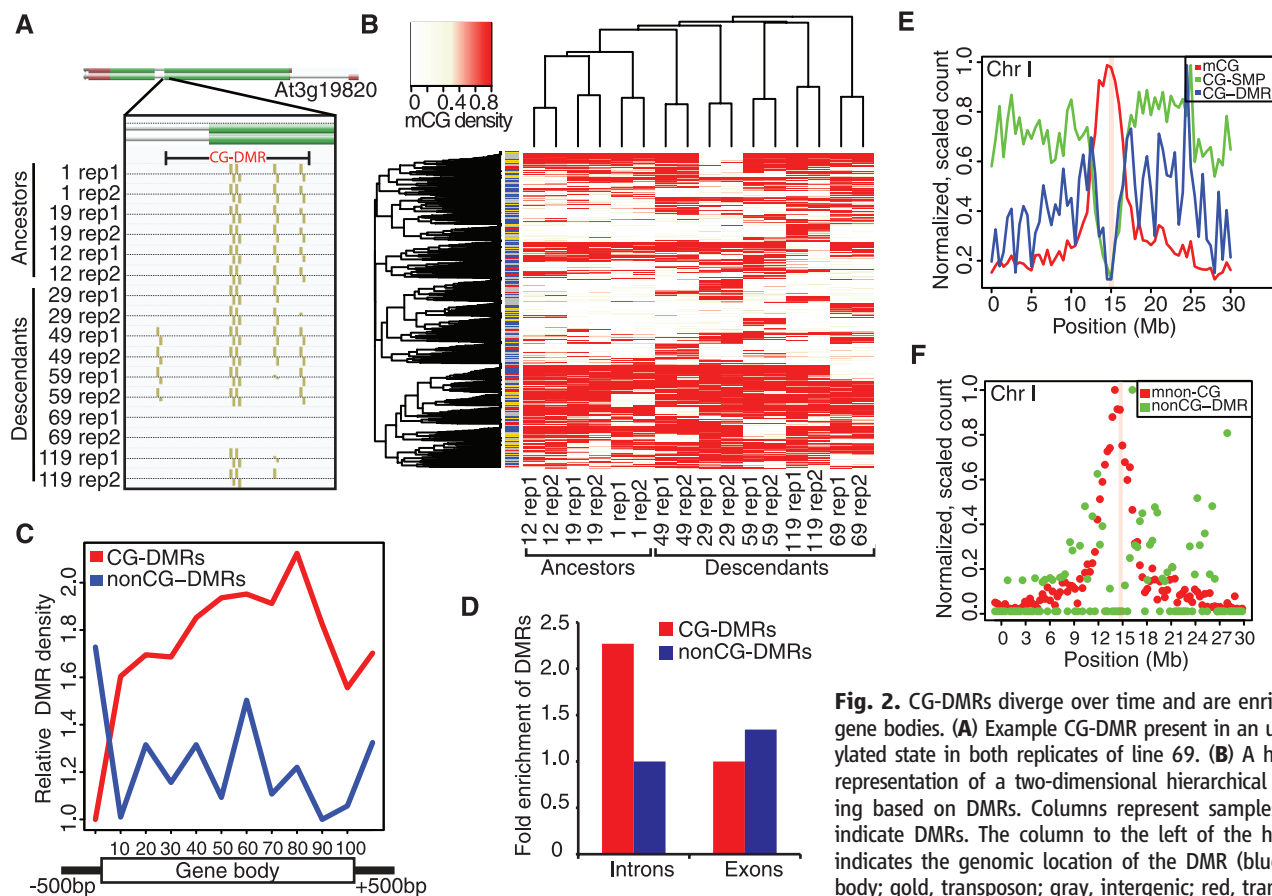 A
At3g19820
CG-DMR
Ancestors
1 rep1
1 rep2
19 rep1
19 rep2
12 rep1
12 rep2
Descendants
29 rep1
29 rep2
49 rep1
49 rep2
59 rep1
59 rep2
69 rep1
69 rep2
119 rep1
119 rep2
B
0 0.4 0.8
mCG density
12 rep1
12 rep2
19 rep1
19 rep2
1 rep1
1 rep2
49 rep1
49 rep2
29 rep1
29 rep2
59 rep1
59 rep2
119 rep1
119 rep2
69 rep1
69 rep2
Ancestors
Descendants
C
CG-DMRs
nonCG-DMRs
Relative DMR density
2.0
1.8
1.6
1.4
1.2
1.0
10 20 30 40 50 60 70 80 90 100
Gene body
-500bp
+500bp
D
CG-DMRs
nonCG-DMRs
Fold enrichment of DMRs
2.5
2.0
1.5
1.0
0.5
0
Introns
Exons
E
Chr I
mCG
CG-SMP
CG-DMR
Normalized, scaled count
1.0
0.8
0.6
0.4
0.2
0 5 10 15 20 25 30
Position (Mb)
F
Chr I
mnon-CG
nonCG-DMR
Normalized, scaled count
1.0
0.8
0.6
0.4
0.2
0.0
0 3 6 9 12 15 18 21 24 27 30
Position (Mb)
Fig. 2. CG-DMRs diverge over time and are enri
gene bodies. (A) Example CG-DMR present in an u
ylated state in both replicates of line 69. (B) A h
representation of a two-dimensional hierarchical
ing based on DMRs. Columns represent samples
indicate DMRs. The column to the left of the h
indicates the genomic location of the DMR (blue
body; gold, transposon; gray, intergenic; red, tran